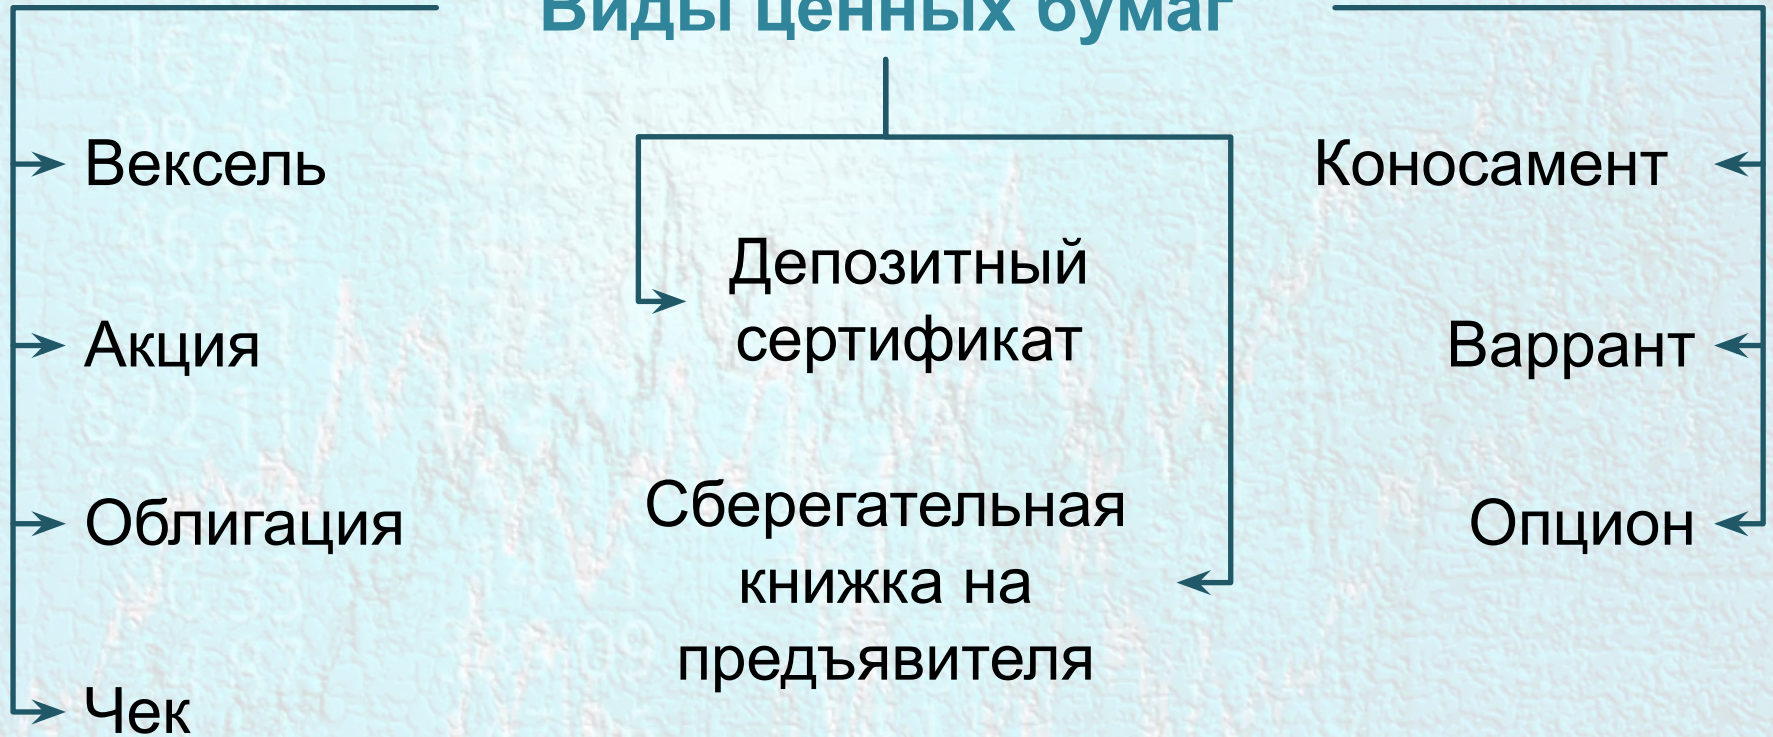 Виды ценных бумаг
Вексель
Акция
Облигация
Чек
Депозитный
сертификат
Сберегательная
книжка на
предъявителя
Коносамент
Варрант
Опцион